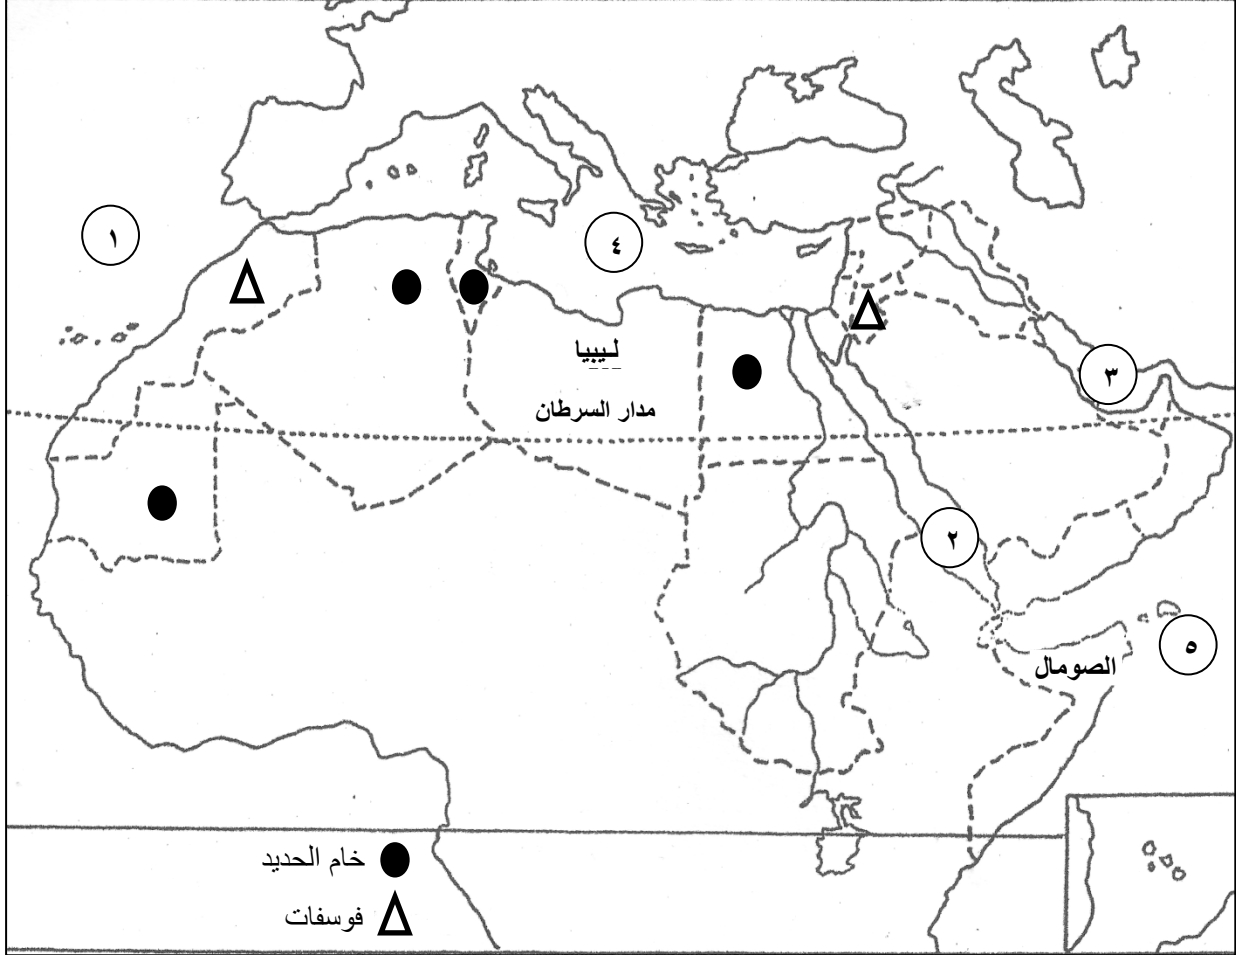 ١
٤
ليبيا
٣
مدار السرطان
٢
٥
الصومال
خام الحديد
فوسفات